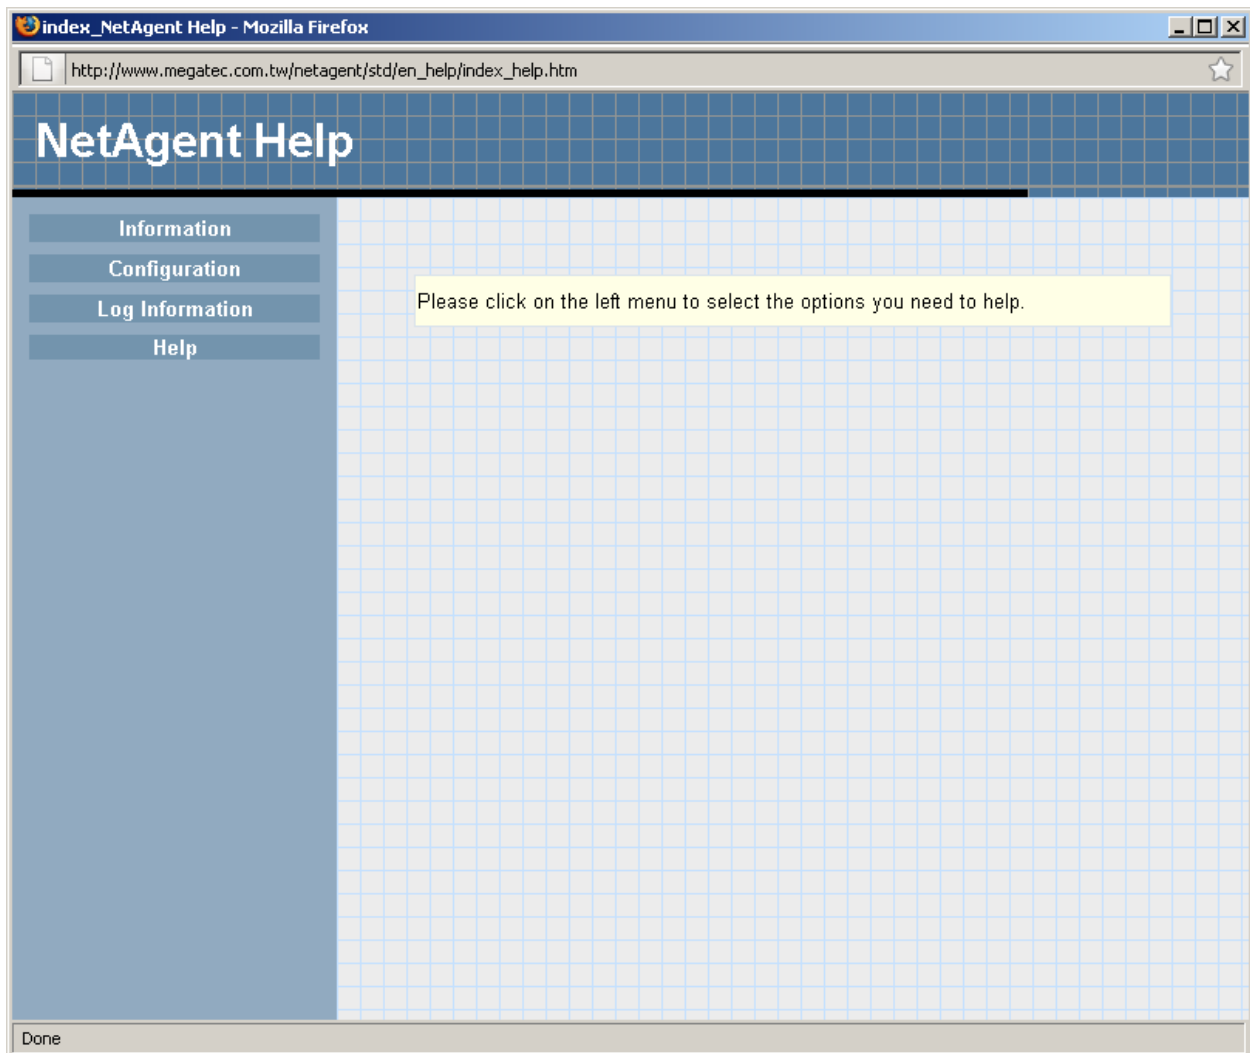 index_NetAgent Help - Mozilla Firefox
http://www.megatec.com.tw/netagent/std/en_help/index_help.htm
NetAgent Help
Information
Configuration
Log Information
Help
Please click on the left menu to select the options you need to help.
Done